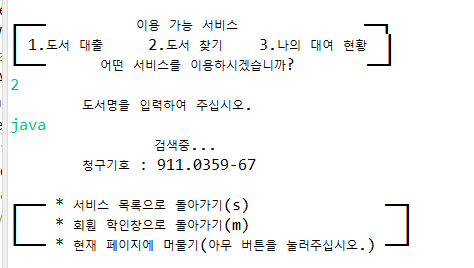 이용 가능 서비스
1.도서 대출 2.도서 찾기 3.나의 대여 현황
어떤 서비스를 이용하시겠습니까?
2
도서명을 입력하여 주십시오.
java
검색중...
청구기호 : 911.0359-67
* 서비스 목록으로 돌아가기(s)
* 회훤 학인창으로 돌아가기(m)
* 현재 페이지에 머물기(아무 버튼을 눌러주십시오.)